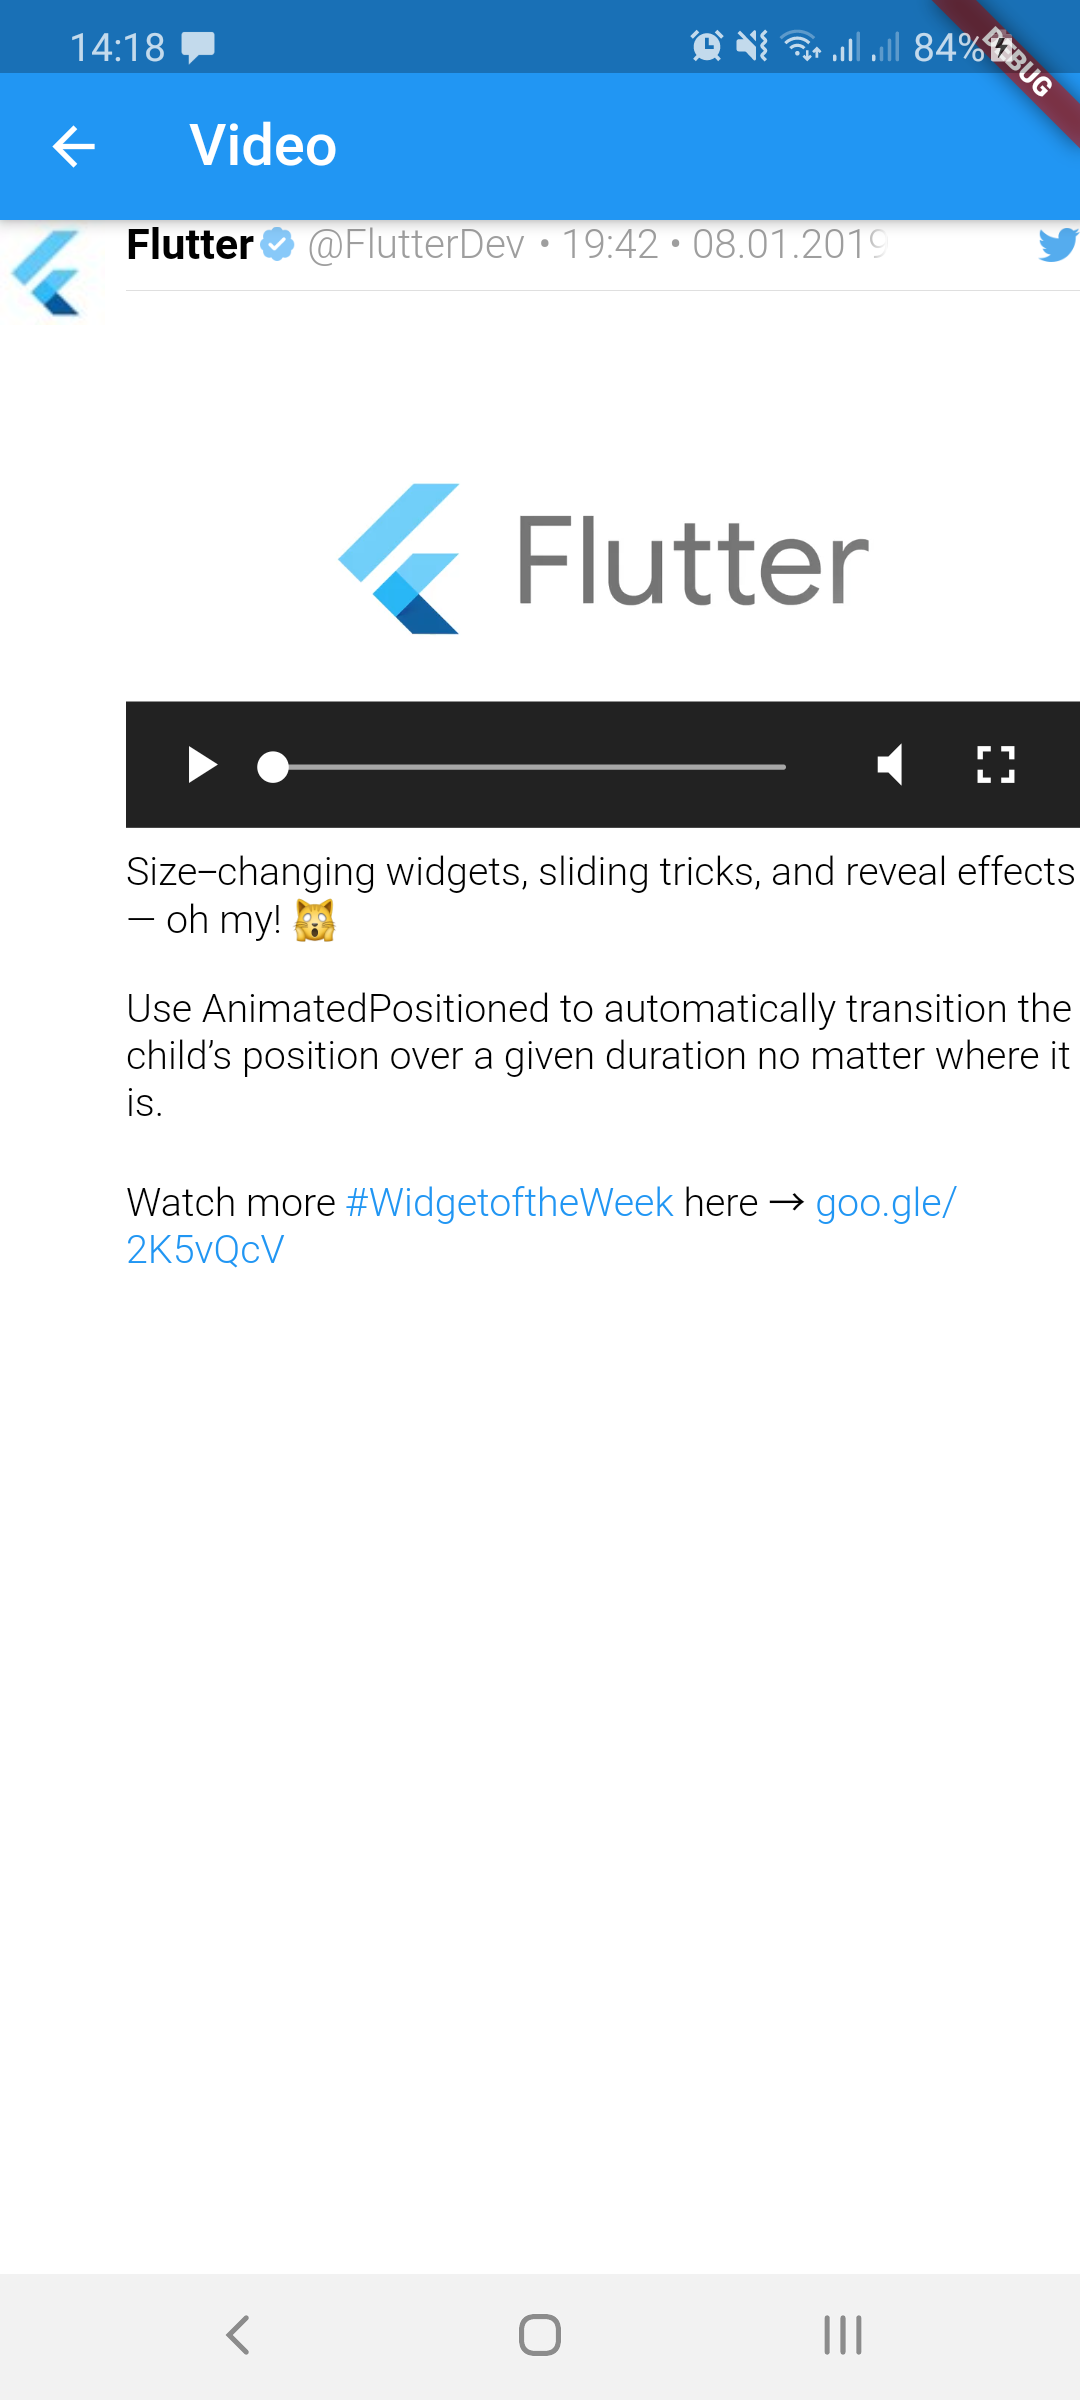 14:18 84%
DEBUG
Video
Flutter @FlutterDev • 19:42 • 08.01.2019
Flutter
Size-changing widgets, sliding tricks, and reveal effects
— oh my! 🙀
Use AnimatedPositioned to automatically transition the
child’s position over a given duration no matter where it
is.
Watch more #WidgetoftheWeek here → goo.gle/
2K5vQcV